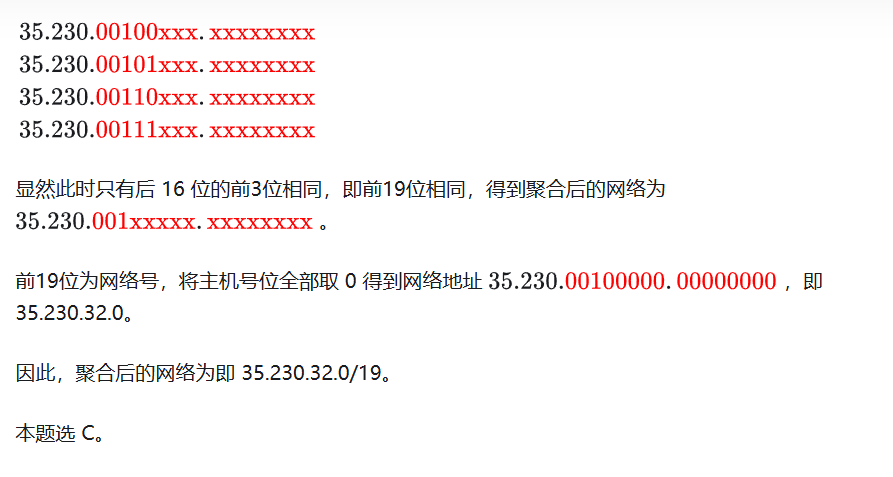 35.230.00100xxx.xxxxxxxx
35.230.00101xxx.xxxxxxxx
35.230.00110xxx.xxxxxxxx
35.230.00111xxx.xxxxxxxx
显然此时只有后 16 位的前3位相同，即前19位相同，得到聚合后的网络为
35.230.001xxxxx.xxxxxxxx 。
前19位为网络号，将主机号位全部取 0 得到网络地址 35.230.00100000.00000000 ，即
35.230.32.0。
因此，聚合后的网络为即 35.230.32.0/19。
本题选 C。